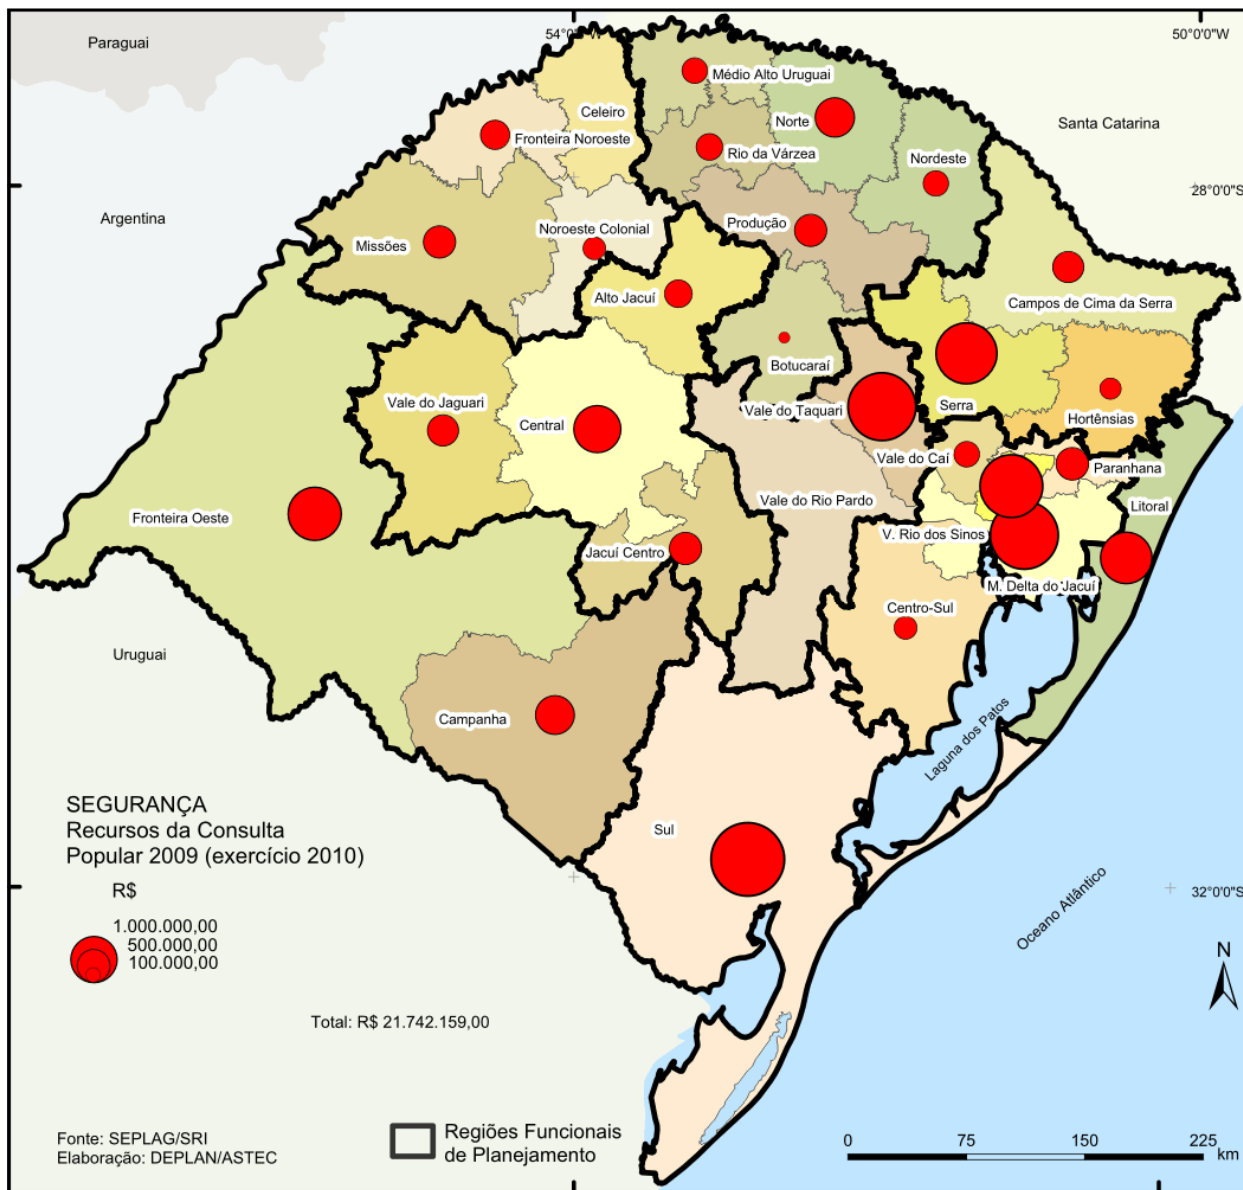 Paraguai
54°0'0"W
50°0'0"W
Médio Alto Uruguai
Celeiro
Norte
Santa Catarina
Fronteira Noroeste
Rio da Várzea
Nordeste
28°0'0"S
Argentina
Produção
Noroeste Colonial
Missões
Alto Jacuí
Campos de Cima da Serra
Botucaraí
Vale do Jaguari
Serra
Vale do Taquari
Hortênsias
Central
Vale do Caí
Paranhana
Vale do Rio Pardo
Litoral
Fronteira Oeste
V. Rio dos Sinos
Jacuí Centro
M. Delta do Jacuí
Centro-Sul
Uruguai
Campanha
Laguna dos Patos
SEGURANÇA
Recursos da Consulta
Popular 2009 (exercício 2010)
Sul
R$
32°0'0"S
Oceano Atlântico
1.000.000,00
500.000,00
100.000,00
N
Total: R$ 21.742.159,00
Fonte: SEPLAG/SRI
Elaboração: DEPLAN/ASTEC
Regiões Funcionais
de Planejamento
0 75 150 225
km